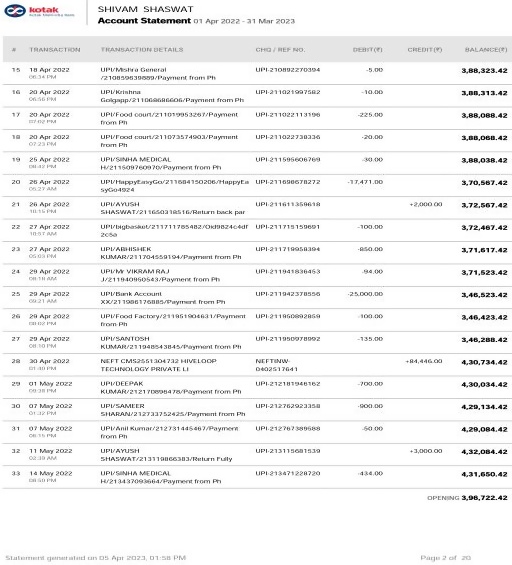 kotak
Kotak Mahindra Bank
SHIVAM SHASWAT
Account Statement 01 Apr 2022 - 31 Mar 2023
# TRANSACTION TRANSACTION DETAILS CHQ / REF NO. DEBIT(₹) CREDIT(₹) BALANCE(₹)
15 18 Apr 2022 UPI/Mishra General UPI-210892270394 -5.00 3,88,323.42
06:34 PM /210859639889/Payment from Ph
16 20 Apr 2022 UPI/Krishna UPI-211021997582 -10.00 3,88,313.42
06:56 PM Golgapp/211068686606/Payment from Ph
17 20 Apr 2022 UPI/Food court/211019953267/Payment UPI-211022113196 -225.00 3,88,088.42
07:02 PM from Ph
18 20 Apr 2022 UPI/Food court/211073574903/Payment UPI-211022738336 -20.00 3,88,068.42
07:23 PM from Ph
19 25 Apr 2022 UPI/SINHA MEDICAL UPI-211595606769 -30.00 3,88,038.42
08:42 PM H/211509760970/Payment from Ph
20 26 Apr 2022 UPI/HappyEasyGo/211684150206/HappyEa UPI-211698678272 -17,471.00 3,70,567.42
05:27 AM syGo4924
21 26 Apr 2022 UPI/AYUSH UPI-211611359618 +2,000.00 3,72,567.42
10:15 PM SHASWAT/211650318516/Return back par
22 27 Apr 2022 UPI/bigbasket/211711765482/Oid9824c4df UPI-211715159691 -100.00 3,72,467.42
10:57 AM 2c5a
23 27 Apr 2022 UPI/ABHISHEK UPI-211719958394 -850.00 3,71,617.42
05:03 PM KUMAR/211704559194/Payment from Ph
24 29 Apr 2022 UPI/Mr VIKRAM RAJ UPI-211941836453 -94.00 3,71,523.42
09:18 AM J/211940950543/Payment from Ph
25 29 Apr 2022 UPI/Bank Account UPI-211942378556 -25,000.00 3,46,523.42
09:21 AM XX/211986176885/Payment from Ph
26 29 Apr 2022 UPI/Food Factory/211951904631/Payment UPI-211950892859 -100.00 3,46,423.42
08:02 PM from Ph
27 29 Apr 2022 UPI/SANTOSH UPI-211950978992 -135.00 3,46,288.42
08:10 PM KUMAR/211948543845/Payment from Ph
28 30 Apr 2022 NEFT CMS2551304732 HIVELOOP NEFTINW- +84,446.00 4,30,734.42
01:30 PM TECHNOLOGY PRIVATE LI 0402517641
29 01 May 2022 UPI/DEEPAK UPI-212181946162 -700.00 4,30,034.42
KUMAR/212170896478/Payment from Ph
30 07 May 2022 UPI/SAMEER UPI-212762923358 -900.00 4,29,134.42
01:32 PM SHARAN/212733752425/Payment from Ph
31 07 May 2022 UPI/Anil Kumar/212731445467/Payment UPI-212767389588 -50.00 4,29,084.42
06:15 PM from Ph
32 11 May 2022 UPI/AYUSH UPI-213115681539 +3,000.00 4,32,084.42
02:39 AM SHASWAT/213119866383/Return Fully
33 14 May 2022 UPI/SINHA MEDICAL UPI-213471228720 -434.00 4,31,650.42
08:50 PM H/213437093664/Payment from Ph
OPENING 3,98,722.42
Statement generated on 05 Apr 2023, 01:58 PM Page 2 of 20